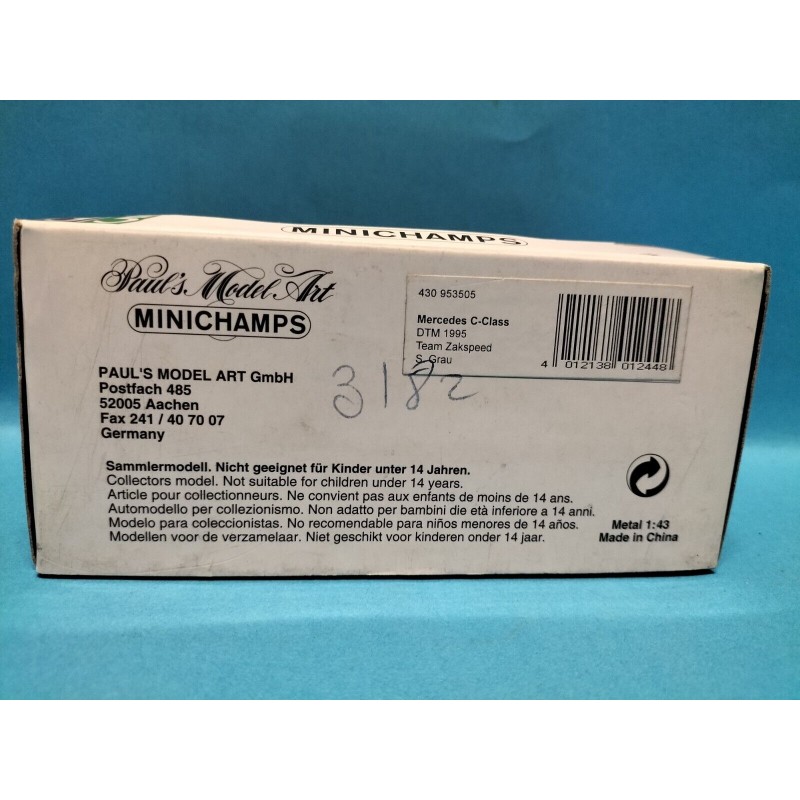 MINICHAMPS
Paul's Model Art
MINICHAMPS
PAUL'S MODEL ART GmbH
Postfach 485
52005 Aachen
Fax 241 / 40 70 07
Germany
430 953505
Mercedes C-Class
DTM 1995
Team Zakspeed
S. Grau
4 012138 012448
3182
Sammlermodell. Nicht geeignet für Kinder unter 14 Jahren.
Collectors model. Not suitable for children under 14 years.
Article pour collectionneurs. Ne convient pas aux enfants de moins de 14 ans.
Automodello per collezionismo. Non adatto per bambini die età inferiore a 14 anni.
Modelo para coleccionistas. No recomendable para niños menores de 14 años.
Modellen voor de verzamelaar. Niet geschikt voor kinderen onder 14 jaar.
Metal 1:43
Made in China